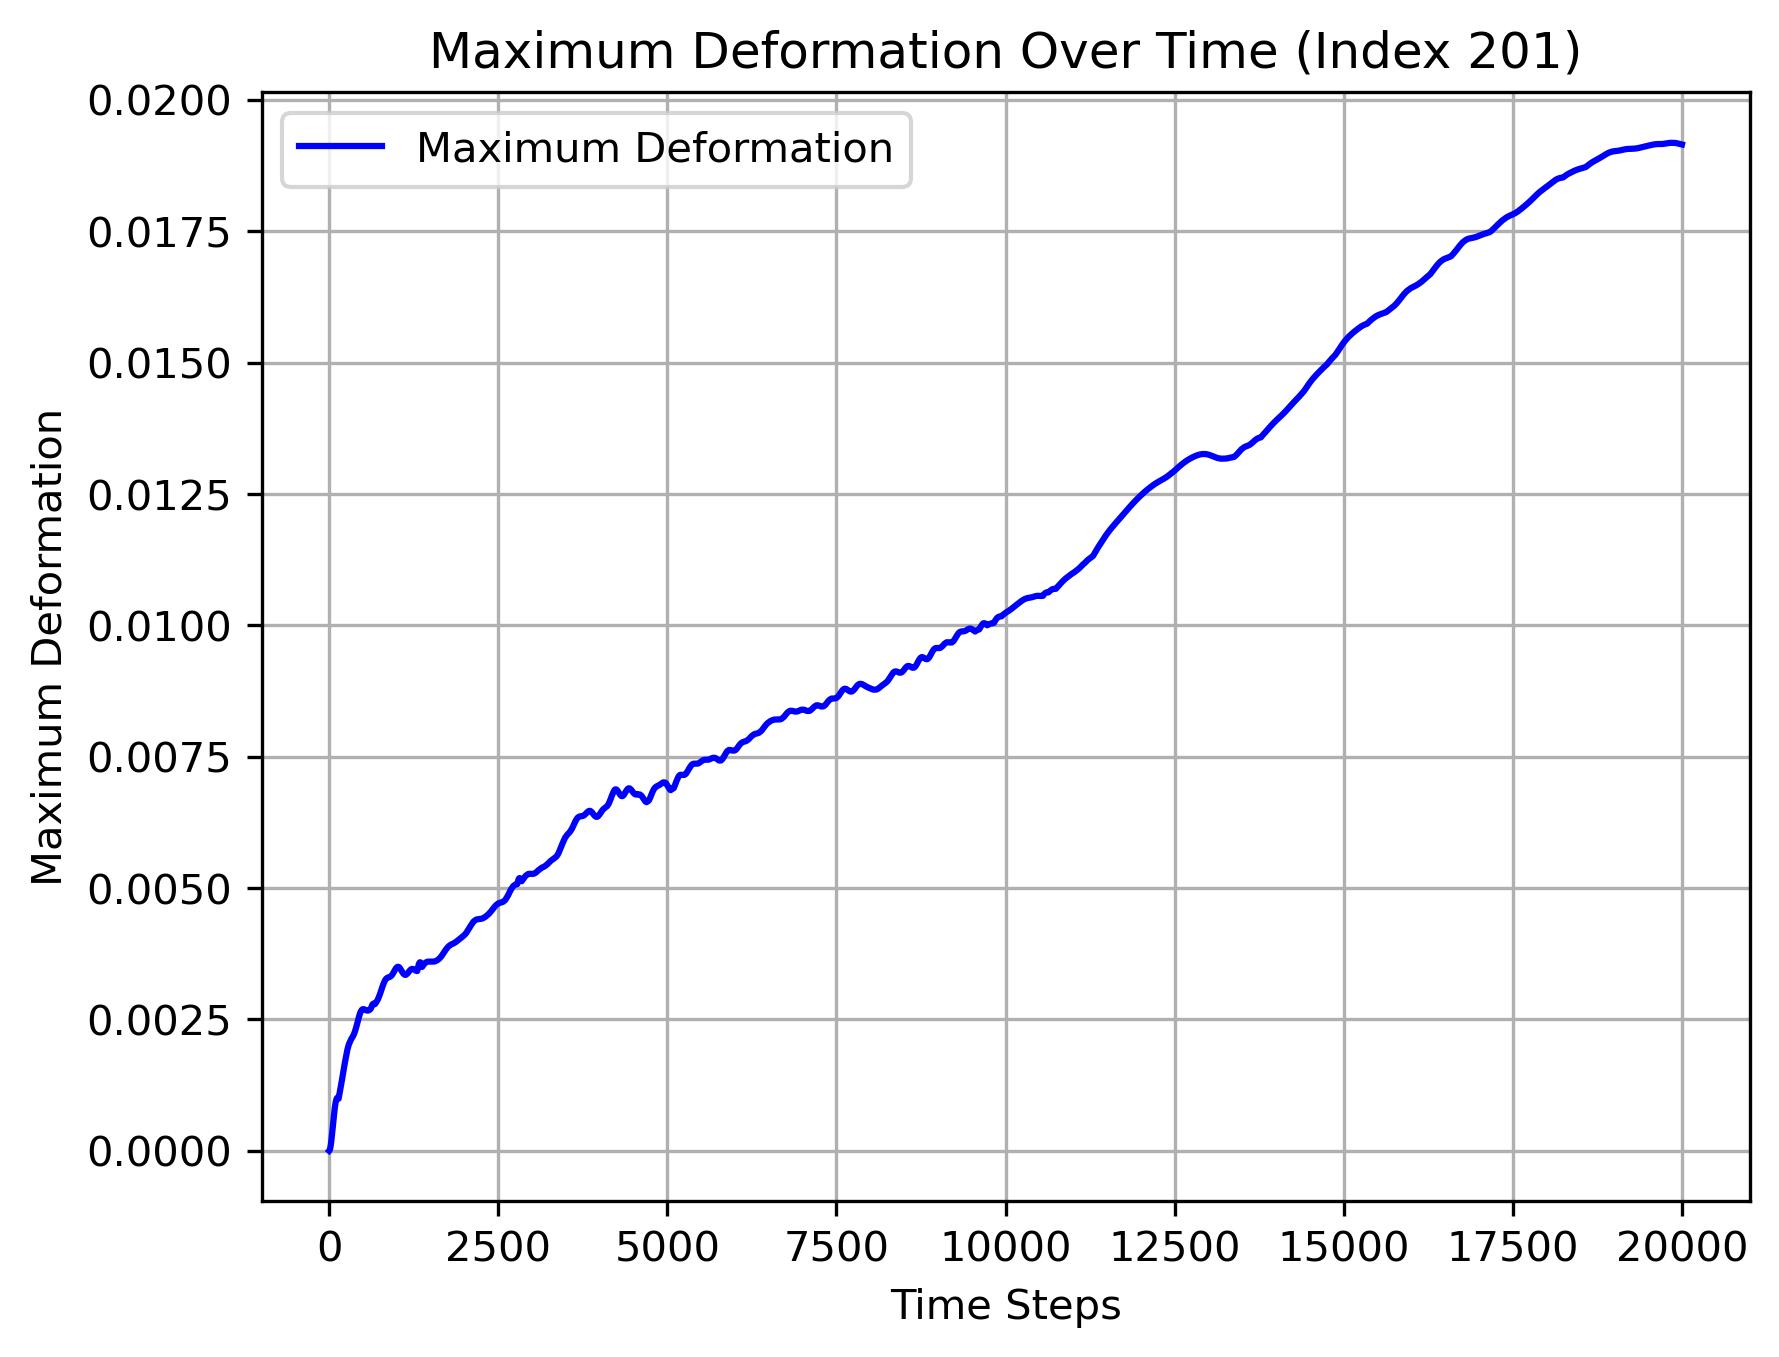 Maximum Deformation Over Time (Index 201)
Maximum Deformation
0.0200
0.0175
0.0150
0.0125
0.0100
0.0075
0.0050
0.0025
0.0000
Maximum Deformation
0 2500 5000 7500 10000 12500 15000 17500 20000
Time Steps